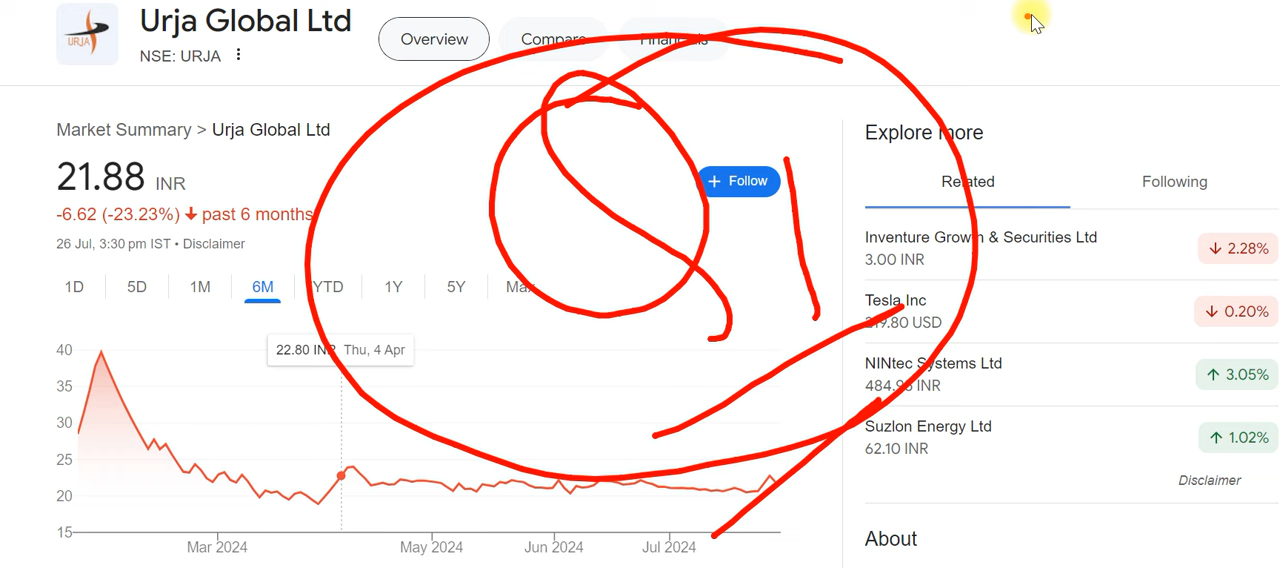 Urja Global Ltd
URJA
NSE: URJA
Overview
Compare
Financials
Market Summary > Urja Global Ltd
21.88 INR
-6.62 (-23.23%) ↓ past 6 months
26 Jul, 3:30 pm IST • Disclaimer
+ Follow
1D 5D 1M 6M YTD 1Y 5Y Max
22.80 INR Thu, 4 Apr
40
35
30
25
20
15
Mar 2024 May 2024 Jun 2024 Jul 2024
Explore more
Related Following
Inventure Growth & Securities Ltd
3.00 INR
↓ 2.28%
Tesla Inc
USD
↓ 0.20%
NINtec Systems Ltd
INR
↑ 3.05%
Suzlon Energy Ltd
62.10 INR
↑ 1.02%
Disclaimer
About